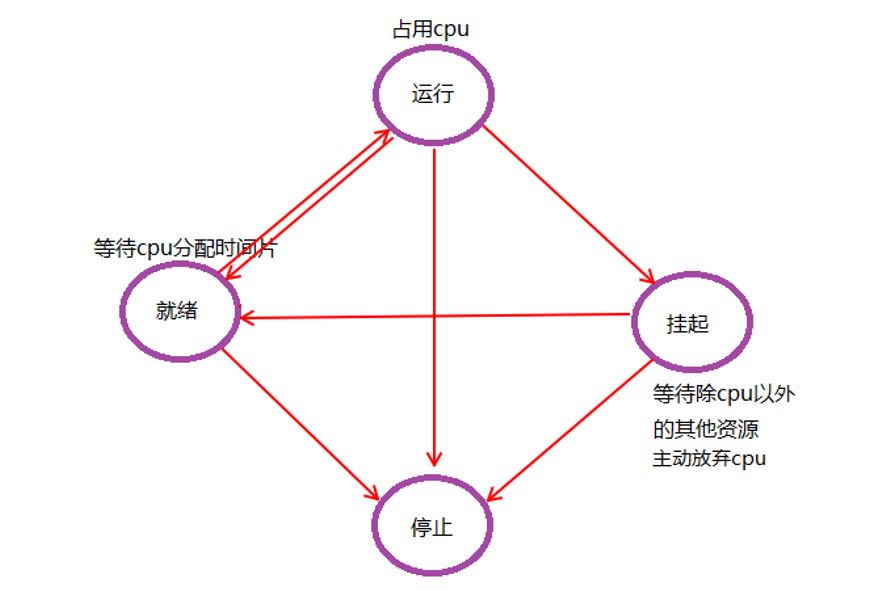 占用cpu
运行
等待cpu分配时间片
就绪
挂起
等待除cpu以外
的其他资源
主动放弃cpu
停止